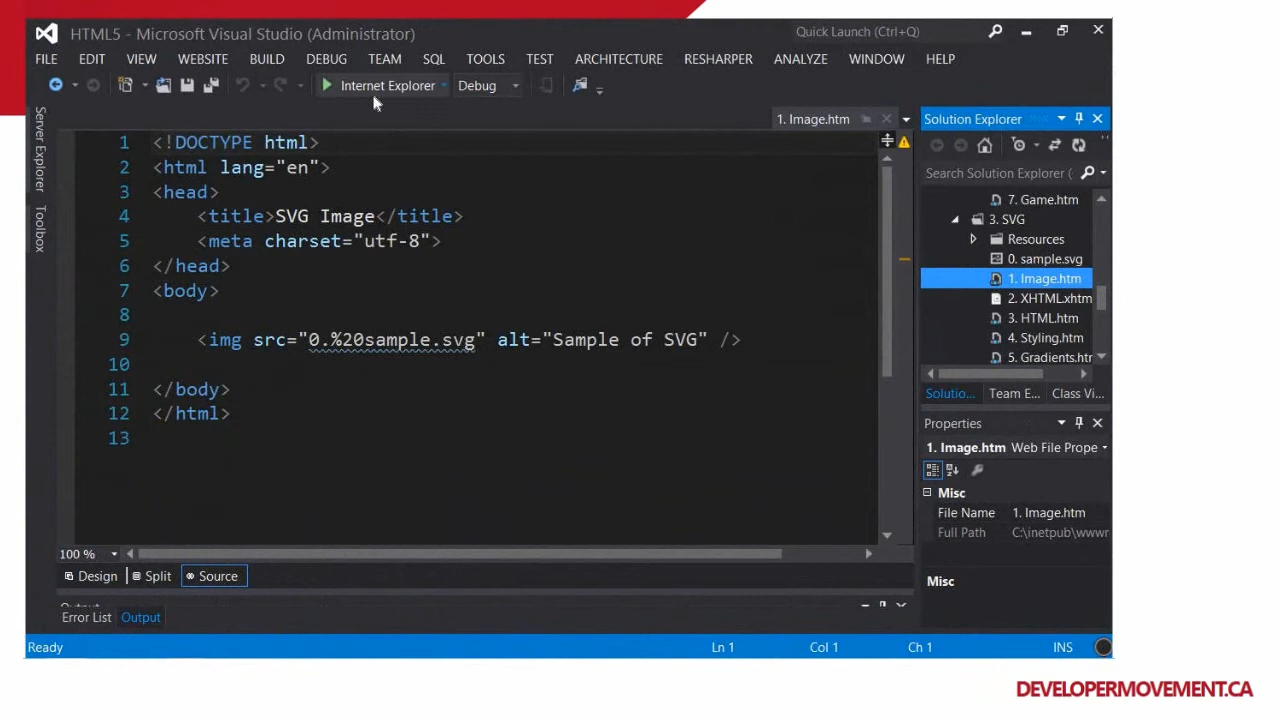 HTML5 - Microsoft Visual Studio (Administrator)
Quick Launch (Ctrl+Q)
FILE EDIT VIEW WEBSITE BUILD DEBUG TEAM SQL TOOLS TEST ARCHITECTURE RESHARPER ANALYZE WINDOW HELP
Internet Explorer Debug
Server Explorer
Toolbox
1. Image.htm
1 <!DOCTYPE html>
2 <html lang="en">
3 <head>
4 <title>SVG Image</title>
5 <meta charset="utf-8">
6 </head>
7 <body>
8
9 <img src="0.%20sample.svg" alt="Sample of SVG" />
10
11 </body>
12 </html>
13
100 %
Design Split Source
Error List Output
Solution Explorer
Search Solution Explorer (
7. Game.htm
3. SVG
Resources
0. sample.svg
1. Image.htm
2. XHTML.xhtm
3. HTML.htm
4. Styling.htm
5. Gradients.htr
Solutio... Team E... Class Vi...
Properties
1. Image.htm Web File Prope
Misc
File Name 1. Image.htm
Full Path C:\inetpub\wwwr
Misc
Ready Ln 1 Col 1 Ch 1 INS
DEVELOPERMOVEMENT.CA